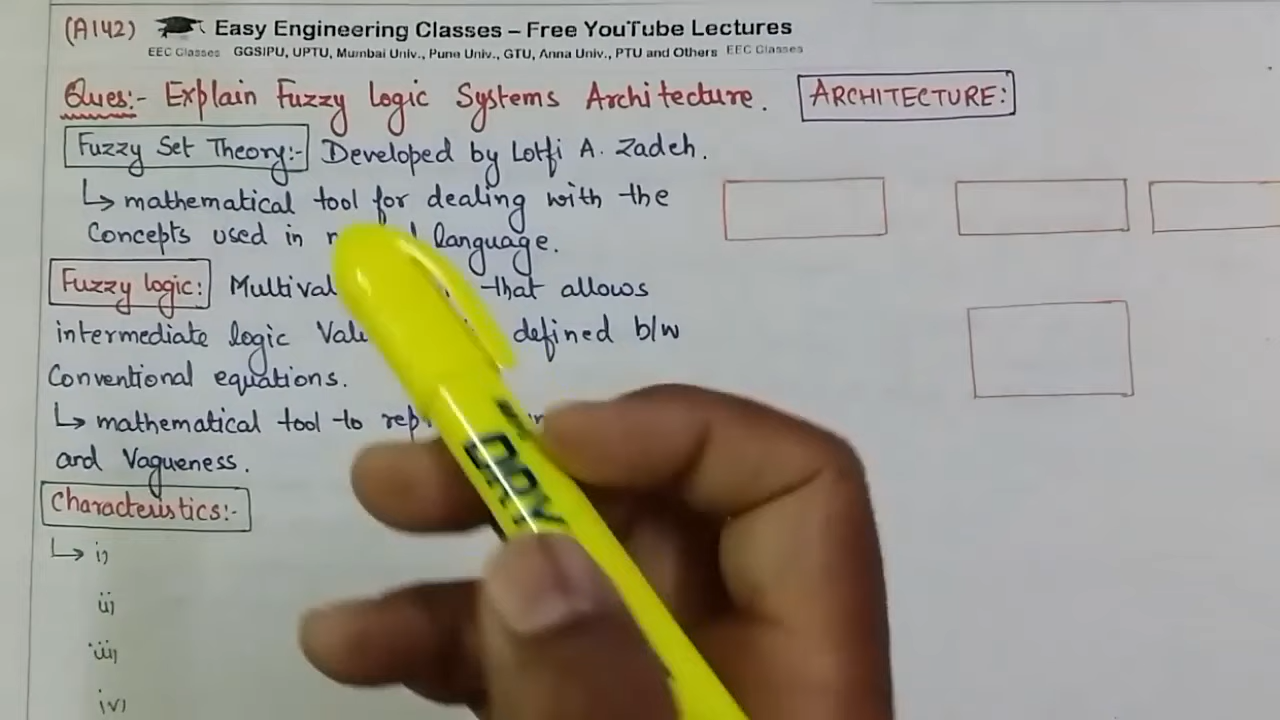 (A142) Easy Engineering Classes – Free YouTube Lectures
EEC Classes GGSIPU, UPTU, Mumbai Univ., Pune Univ., GTU, Anna Univ., PTU and Others EEC Classes
Ques:- Explain Fuzzy Logic Systems Architecture. ARCHITECTURE:
Fuzzy Set Theory:- Developed by Lotfi A. Zadeh.
↳ mathematical tool for dealing with the
Concepts used in language.
Fuzzy logic: that allows
intermediate logic defined b/w
Conventional equations.
↳ mathematical tool to
and Vagueness.
Characteristics:-
↳ i)
ii)
iii)
iv)
DRY